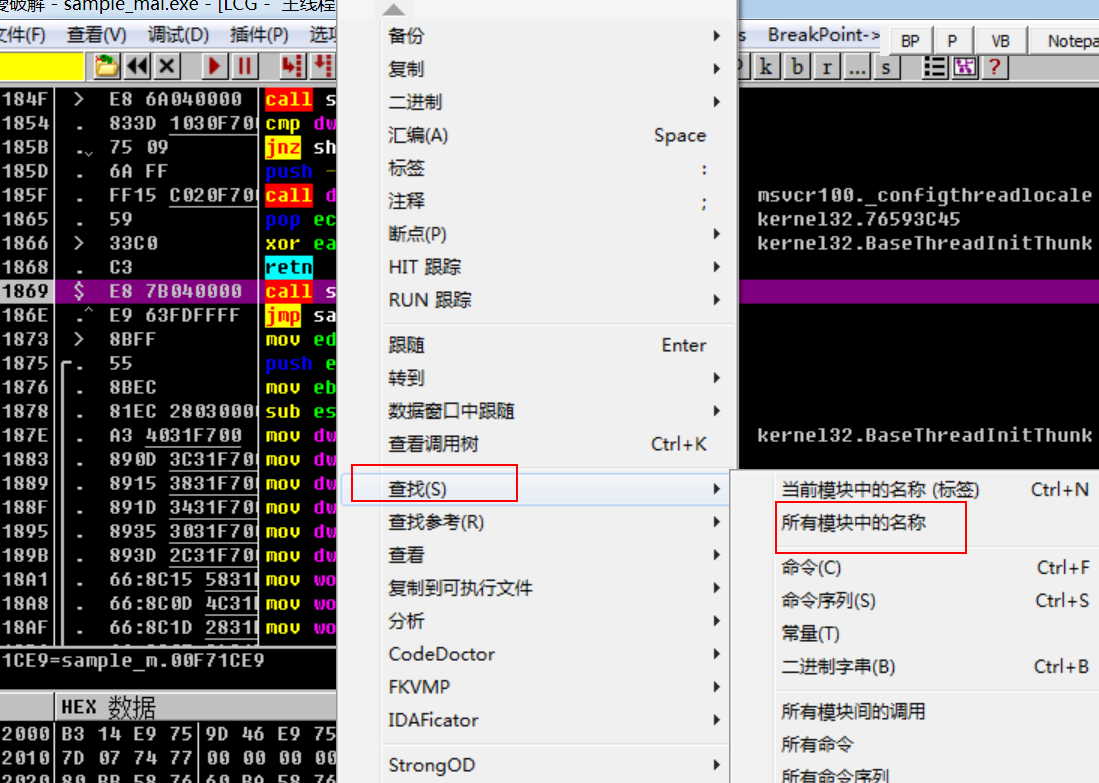 破解 - sample_mal.exe - [LCG - 主线程
文件(F) 查看(V) 调试(D) 插件(P) 选项
s BreakPoint-> BP P VB Notepa
k b r ... s ?
184F > E8 6A040000 call s
1854 . 833D 1030F70 cmp dw
185B . 75 09 jnz sh
185D . 6A FF push -
185F . FF15 C020F70 call d msvcr100._configthreadlocale
1865 . 59 pop ec kernel32.76593C45
1866 > 33C0 xor ea kernel32.BaseThreadInitThunk
1868 . C3 retn
1869 $ E8 7B040000 call s
186E .^ E9 63FDFFFF jmp sa
1873 > 8BFF mov ed
1875 . 55 push e
1876 . 8BEC mov eb
1878 . 81EC 28030000 sub es
187E . A3 4031F700 mov dw kernel32.BaseThreadInitThunk
1883 . 890D 3C31F70 mov dw
1889 . 8915 3831F70 mov dw
188F . 891D 3431F70 mov dw
1895 . 8935 3031F70 mov dw
189B . 893D 2C31F70 mov dw
18A1 . 66:8C15 5831 mov wo
18A8 . 66:8C0D 4C31 mov wo
18AF . 66:8C1D 2831 mov wo
1CE9=sample_m.00F71CE9
HEX 数据
2000 B3 14 E9 75 9D 46 E9 75
2010 7D 07 74 77 00 00 00 00
2020 80 BB 58 76 60 BA 58 76
备份
复制
二进制
汇编(A) Space
标签 :
注释 ;
断点(P)
HIT 跟踪
RUN 跟踪
跟随 Enter
转到
数据窗口中跟随
查看调用树 Ctrl+K
查找(S)
查找参考(R)
查看
复制到可执行文件
分析
CodeDoctor
FKVMP
IDAFicator
StrongOD
当前模块中的名称 (标签) Ctrl+N
所有模块中的名称
命令(C) Ctrl+F
命令序列(S) Ctrl+S
常量(T)
二进制字串(B) Ctrl+B
所有模块间的调用
所有命令
所有命令序列